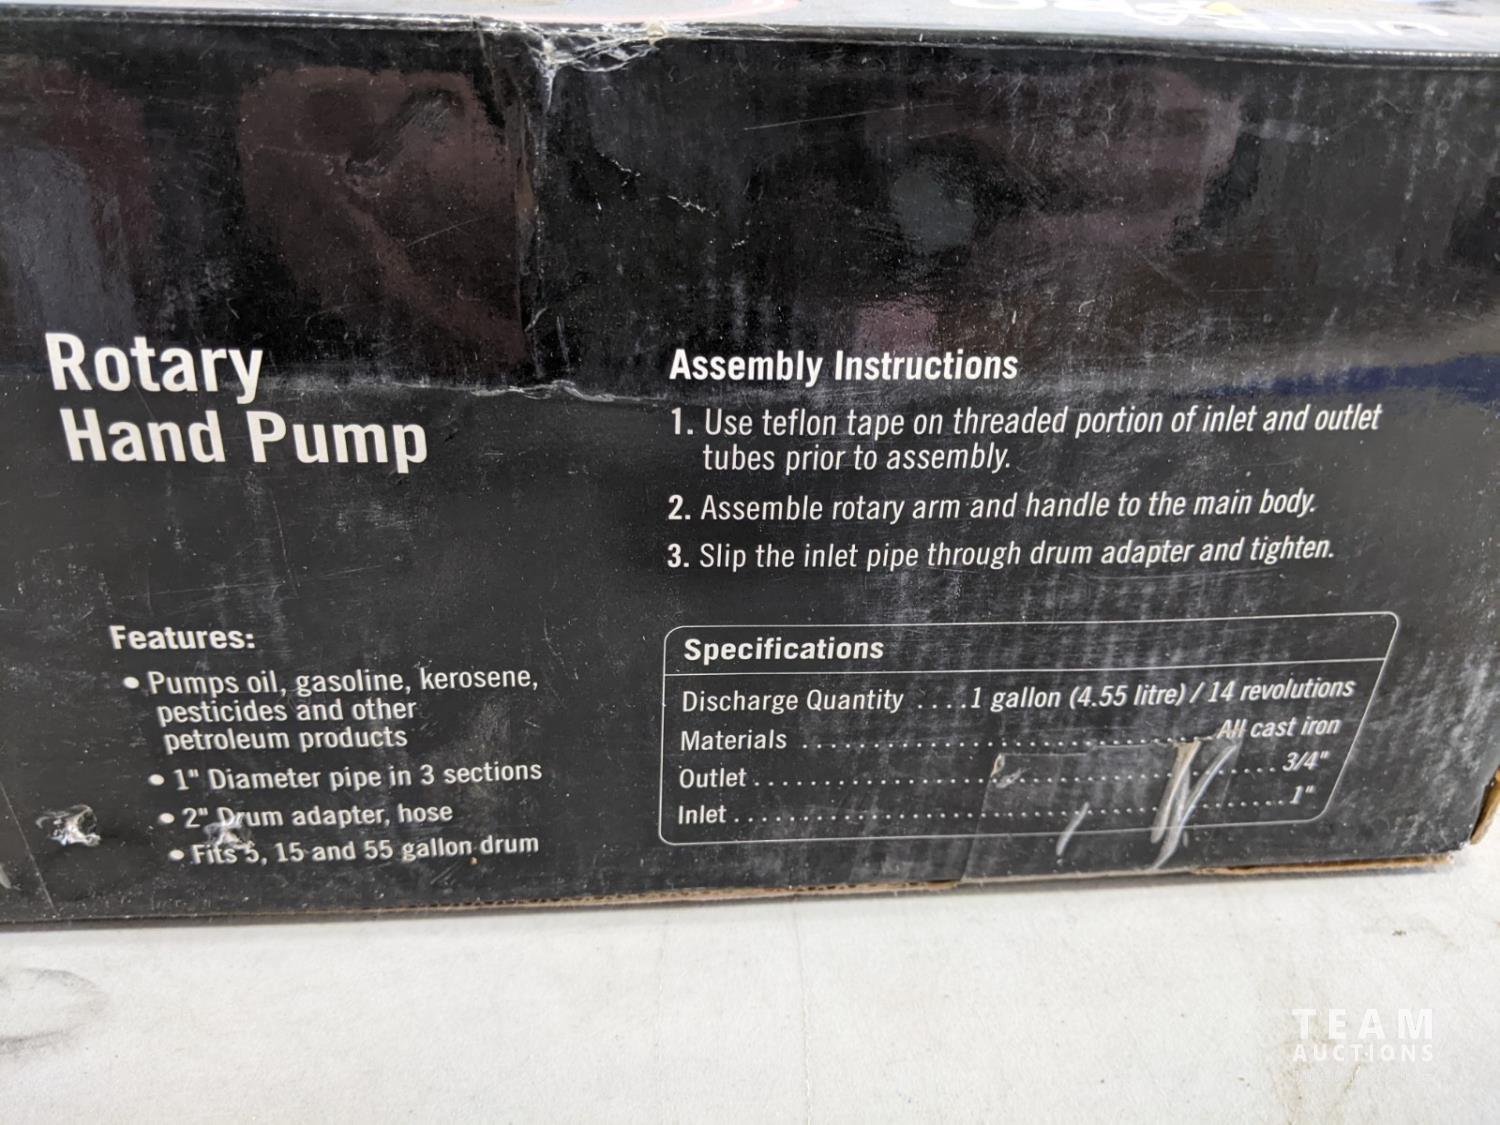 Rotary
Hand Pump
Features:
• Pumps oil, gasoline, kerosene,
pesticides and other
petroleum products
• 1" Diameter pipe in 3 sections
• 2" Drum adapter, hose
• Fits 5, 15 and 55 gallon drum
Assembly Instructions
1. Use teflon tape on threaded portion of inlet and outlet
tubes prior to assembly.
2. Assemble rotary arm and handle to the main body.
3. Slip the inlet pipe through drum adapter and tighten.
Specifications
Discharge Quantity ....1 gallon (4.55 litre) / 14 revolutions
Materials ........................................ All cast iron
Outlet ........................................ 3/4"
Inlet ........................................ 1"
TEAM
AUCTIONS